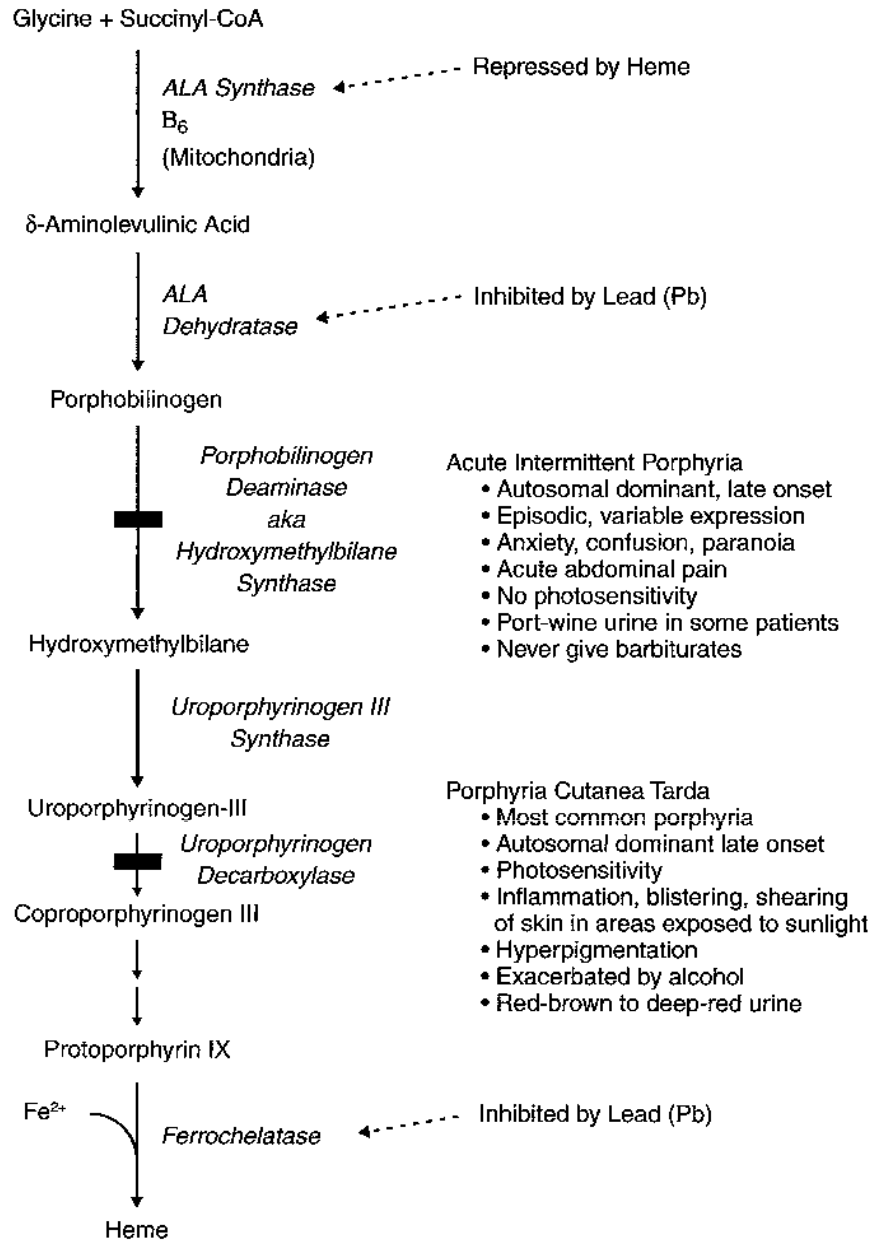 Glycine + Succinyl-CoA
ALA Synthase
B₆
(Mitochondria)
Repressed by Heme
δ-Aminolevulinic Acid
ALA
Dehydratase
Inhibited by Lead (Pb)
Porphobilinogen
Porphobilinogen
Deaminase
aka
Hydroxymethylbilane
Synthase
Acute Intermittent Porphyria
• Autosomal dominant, late onset
• Episodic, variable expression
• Anxiety, confusion, paranoia
• Acute abdominal pain
• No photosensitivity
• Port-wine urine in some patients
• Never give barbiturates
Hydroxymethylbilane
Uroporphyrinogen III
Synthase
Uroporphyrinogen-III
Uroporphyrinogen
Decarboxylase
Porphyria Cutanea Tarda
• Most common porphyria
• Autosomal dominant late onset
• Photosensitivity
• Inflammation, blistering, shearing
of skin in areas exposed to sunlight
• Hyperpigmentation
• Exacerbated by alcohol
• Red-brown to deep-red urine
Coproporphyrinogen III
Protoporphyrin IX
Fe²⁺
Ferrochelatase
Inhibited by Lead (Pb)
Heme